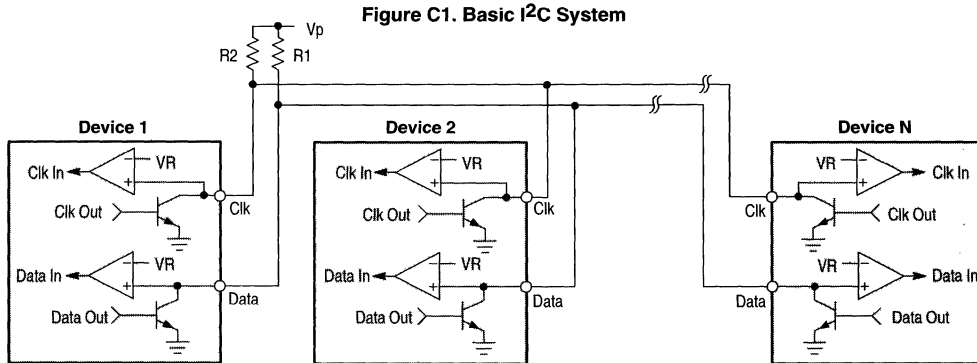 Figure C1. Basic I2C System
Vp
R2
R1
Device 1
VR
Clk In
Clk Out
Clk
VR
Data In
Data
Data Out
Device 2
VR
Clk In
Clk Out
Clk
VR
Data In
Data
Data Out
Device N
VR
Clk In
Clk
Clk Out
VR
Data In
Data
Data Out